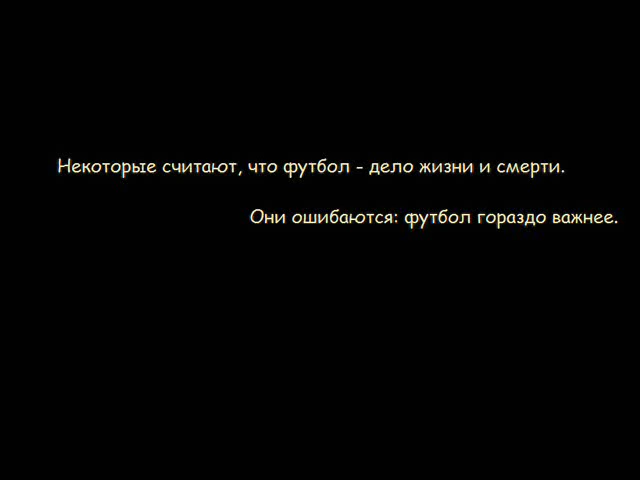 Некоторые считают, что футбол - дело жизни и смерти.
Они ошибаются: футбол гораздо важнее.